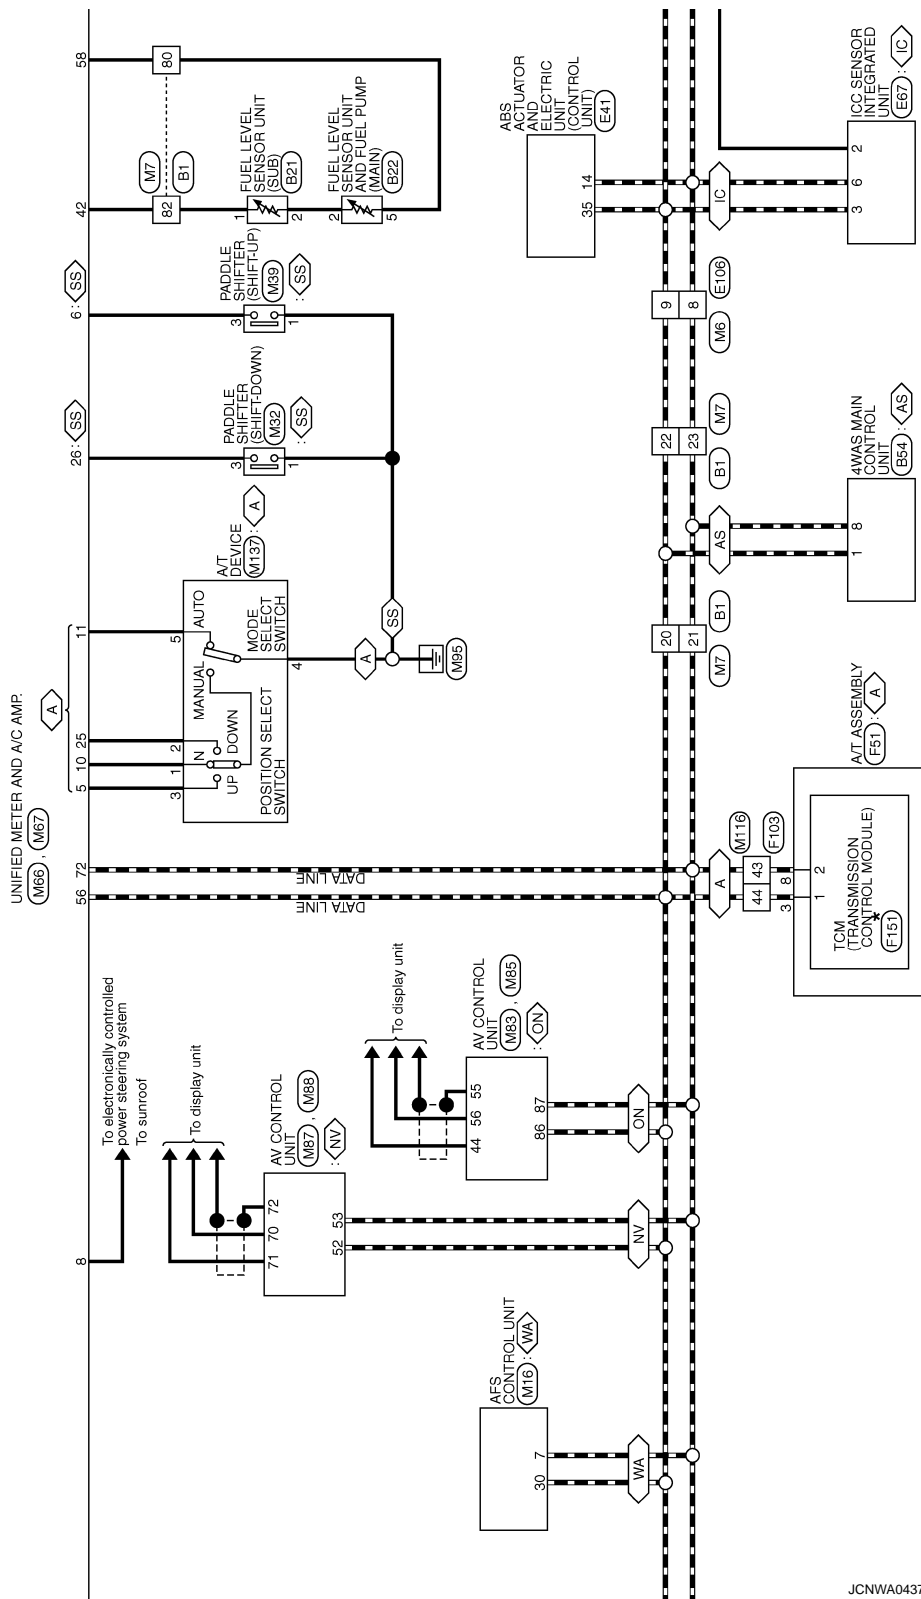 UNIFIED METER AND A/C AMP.
M66 , M67
A
8
56
72
5
10
25
11
26 : SS
6 : SS
42
58
To electronically controlled
power steering system
To sunroof
To display unit
71
70
72
AV CONTROL
UNIT
M87 , M88
: NV
52
53
NV
To display unit
44
56
55
AV CONTROL
UNIT
M83 , M85
: ON
86
87
ON
AFS
CONTROL UNIT
M16 : WA
30
7
WA
DATA LINE
DATA LINE
3
1
2
5
UP
N
DOWN
MANUAL
AUTO
POSITION SELECT
SWITCH
MODE
SELECT
SWITCH
4
A/T
DEVICE
M137 : A
A
SS
M95
PADDLE
SHIFTER
(SHIFT-DOWN)
M32
: SS
3
1
PADDLE
SHIFTER
(SHIFT-UP)
M39
: SS
3
1
M7
B1
82
80
FUEL LEVEL
SENSOR UNIT
(SUB)
B21
1
2
FUEL LEVEL
SENSOR UNIT
AND FUEL PUMP
(MAIN)
B22
2
5
ABS
ACTUATOR
AND
ELECTRIC
UNIT
(CONTROL
UNIT)
E41
35
14
A
M116
F103
44
43
3
8
1
2
TCM
(TRANSMISSION
CONTROL MODULE)
*
F151
A/T ASSEMBLY
F51 : A
20
21
M7
B1
AS
1
8
4WAS MAIN
CONTROL
UNIT
B54 : AS
22
23
B1
M7
9
8
M6
E106
IC
3
6
2
ICC SENSOR
INTEGRATED
UNIT
E67 : IC
JCNWA0437